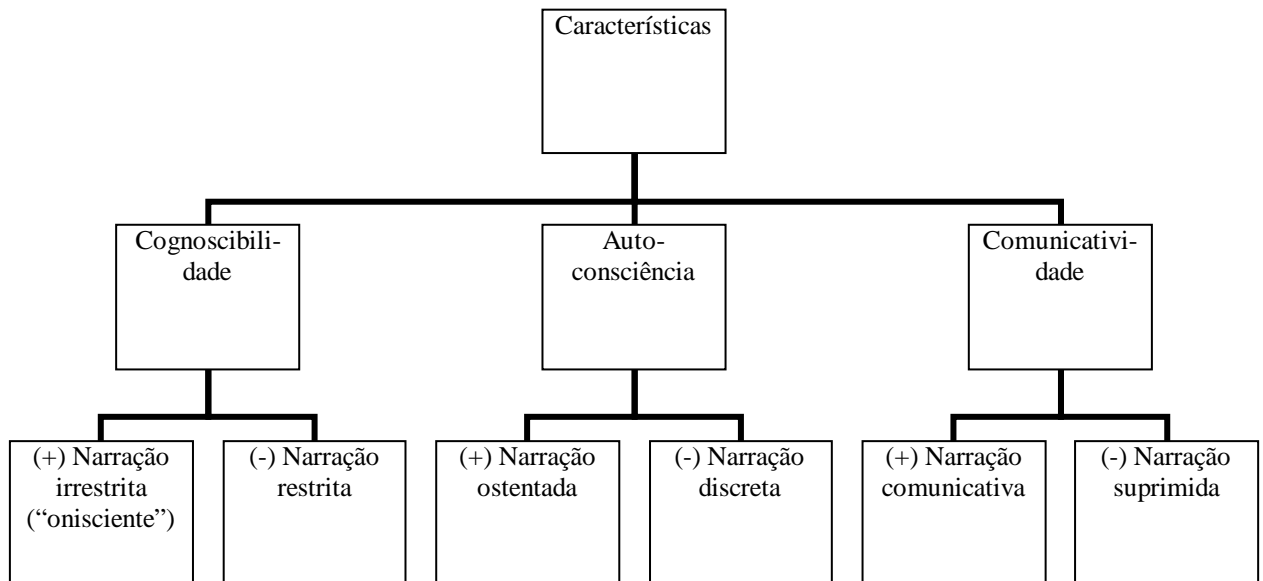 Características
Cognoscibili-
dade
Auto-
consciência
Comunicativi-
dade
(+) Narração
irrestrita
(“onisciente”)
(-) Narração
restrita
(+) Narração
ostentada
(-) Narração
discreta
(+) Narração
comunicativa
(-) Narração
suprimida